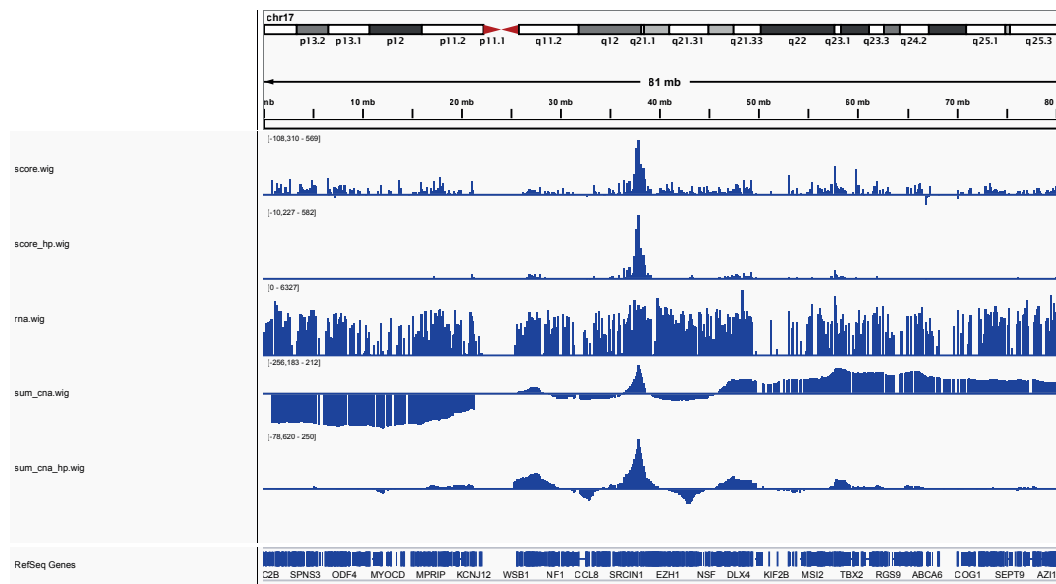 chr17
p13.2 p13.1 p12 p11.2 p11.1 q11.2 q12 q21.1 q21.31 q21.33 q22 q23.1 q23.3 q24.2 q25.1 q25.3
81 mb
10 mb 20 mb 30 mb 40 mb 50 mb 60 mb 70 mb 80
[-108,310 - 569]
score.wig
[-10,227 - 582]
score_hp.wig
[0 - 6327]
rna.wig
[-256,183 - 212]
sum_cna.wig
[-78,620 - 250]
sum_cna_hp.wig
RefSeq Genes
C2B SPNS3 ODF4 MYOCD MPRIP KCNJ12 WSB1 NF1 CCL8 SRCIN1 EZH1 NSF DLX4 KIF2B MSI2 TBX2 RGS9 ABCA6 COG1 SEPT9 AZI